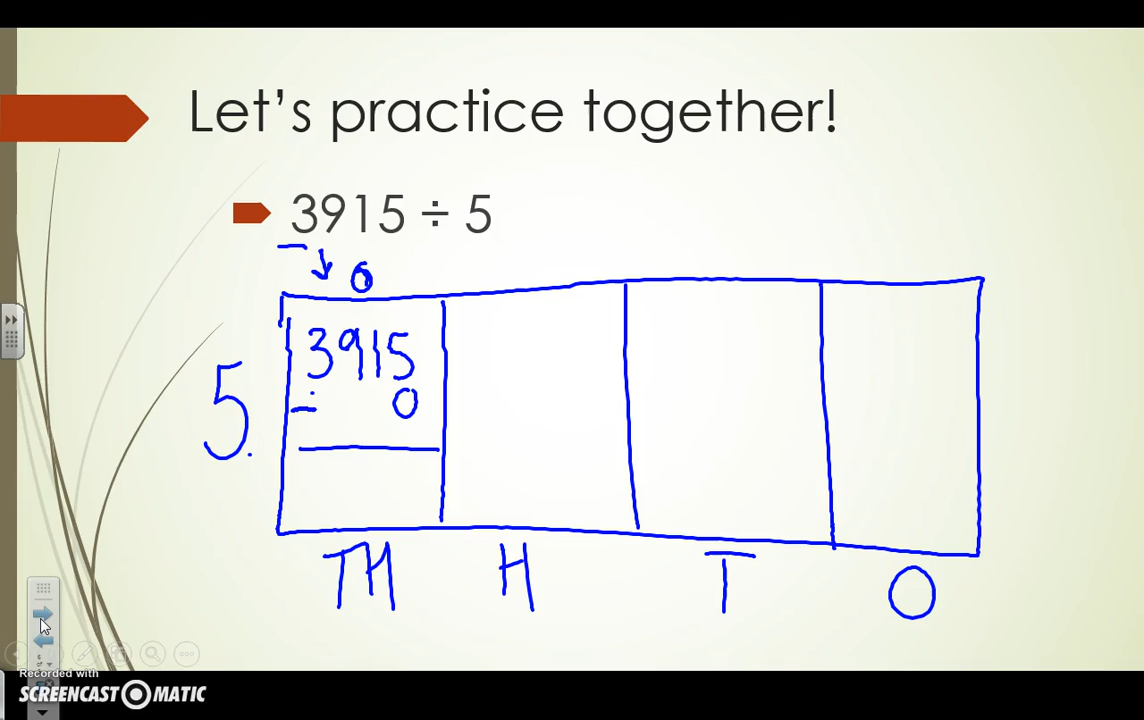 Let's practice together!
3915 ÷ 5
0
5
3915
- 0
TH H T O
Recorded with
SCREENCAST MATIC